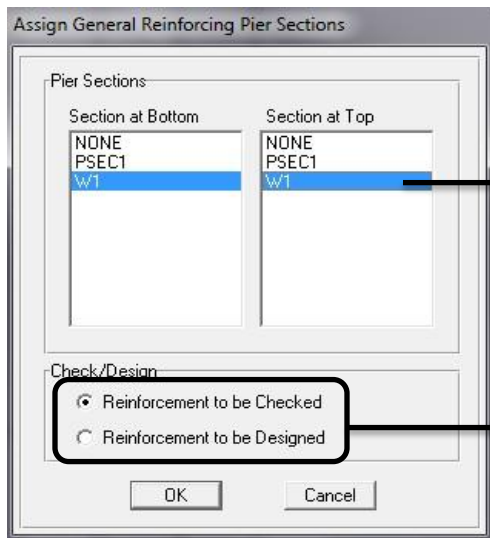 Assign General Reinforcing Pier Sections
Pier Sections
Section at Bottom
NONE
PSEC1
W1
Section at Top
NONE
PSEC1
W1
Check/Design
Reinforcement to be Checked
Reinforcement to be Designed
OK
Cancel